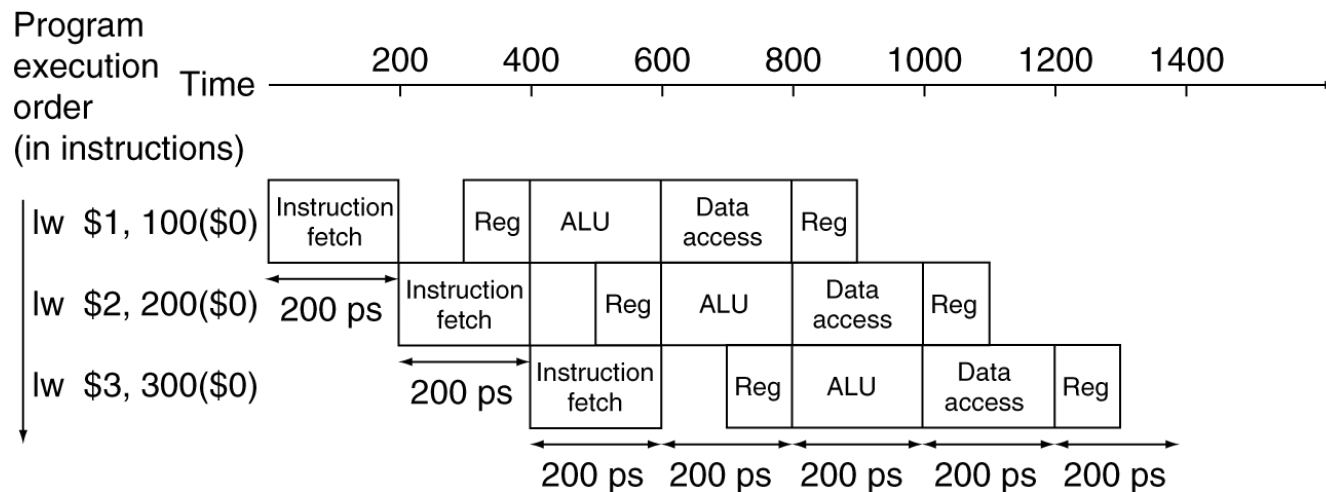 Program
execution
order
(in instructions)
Time
200 400 600 800 1000 1200 1400
lw $1, 100($0)
Instruction
fetch
Reg
ALU
Data
access
Reg
200 ps
lw $2, 200($0)
Instruction
fetch
Reg
ALU
Data
access
Reg
200 ps
lw $3, 300($0)
Instruction
fetch
Reg
ALU
Data
access
Reg
200 ps 200 ps 200 ps 200 ps 200 ps